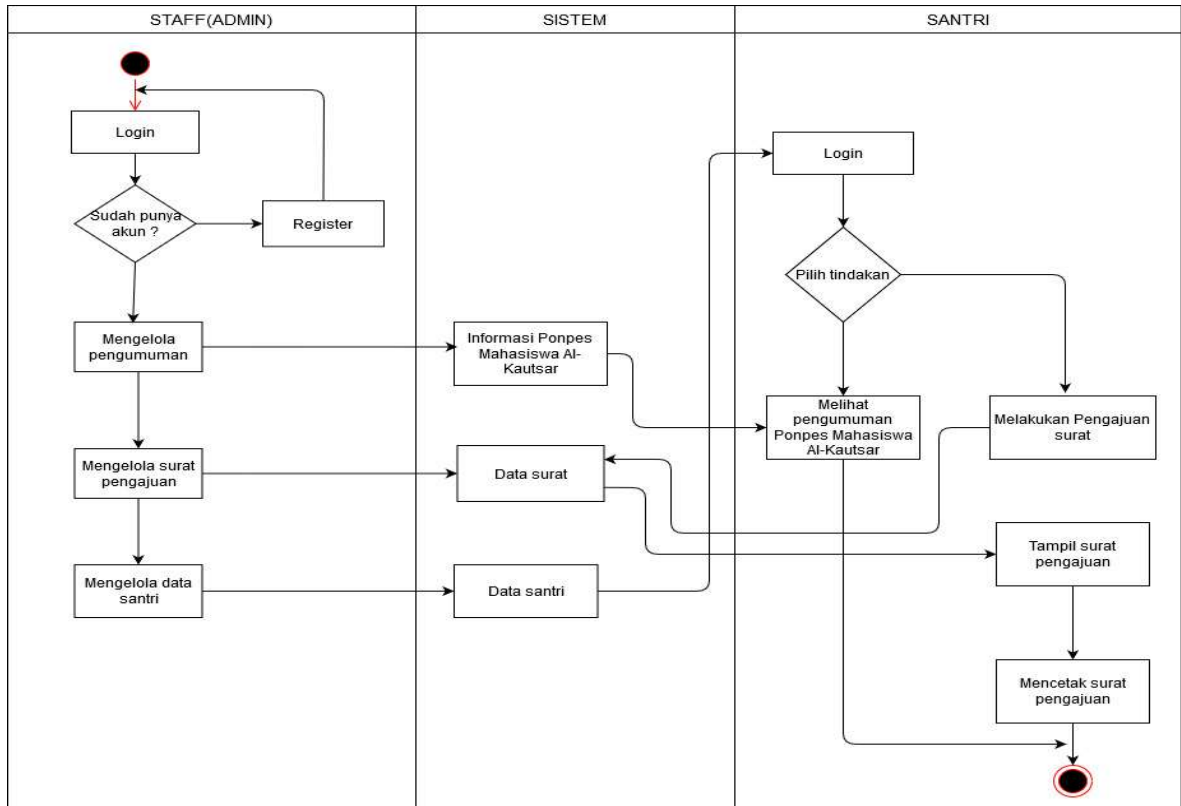 STAFF(ADMIN)
SISTEM
SANTRI
Login
Sudah punya
akun ?
Register
Mengelola
pengumuman
Mengelola surat
pengajuan
Mengelola data
santri
Informasi Ponpes
Mahasiswa Al-
Kautsar
Data surat
Data santri
Login
Pilih tindakan
Melihat
pengumuman
Ponpes Mahasiswa
Al-Kautsar
Melakukan Pengajuan
surat
Tampil surat
pengajuan
Mencetak surat
pengajuan